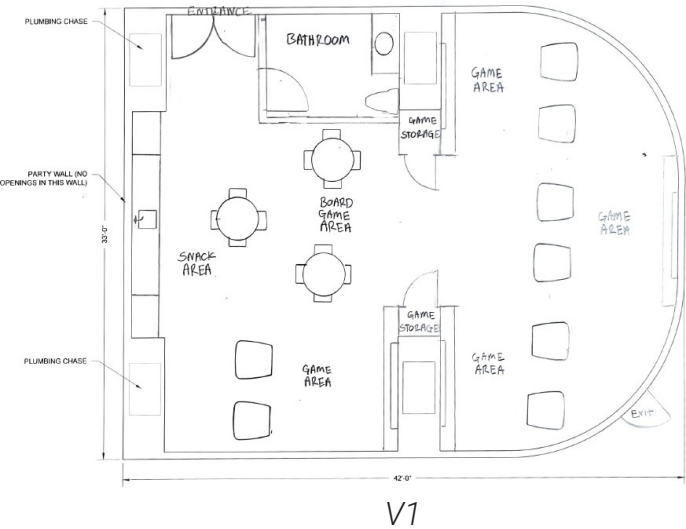 ENTRANCE
PLUMBING CHASE
BATHROOM
GAME
AREA
GAME
STORAGE
PARTY WALL (NO
OPENINGS IN THIS WALL)
BOARD
GAME
AREA
GAME
AREA
33'-0"
SNACK
AREA
GAME
STORAGE
PLUMBING CHASE
GAME
AREA
GAME
AREA
EXIT
42'-0"
V1